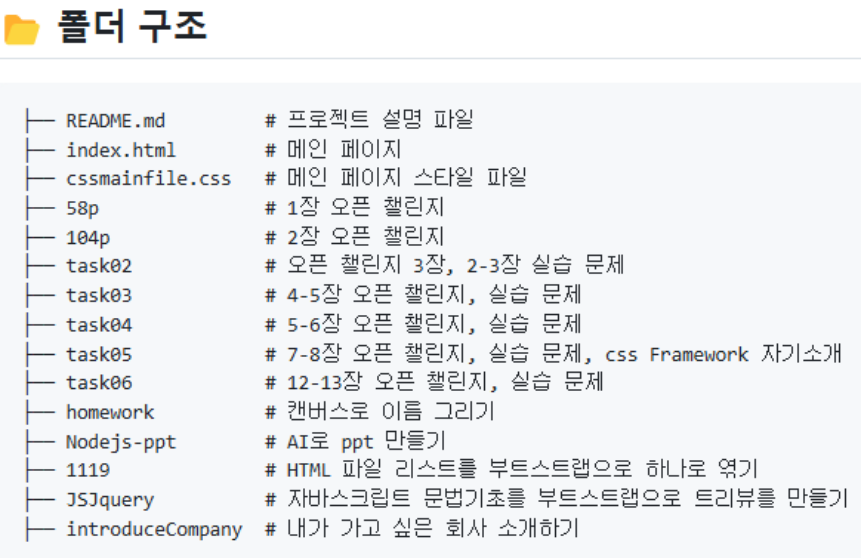 폴더 구조
├── README.md # 프로젝트 설명 파일
├── index.html # 메인 페이지
├── cssmainfile.css # 메인 페이지 스타일 파일
├── 58p # 1장 오픈 챌린지
├── 104p # 2장 오픈 챌린지
├── task02 # 오픈 챌린지 3장, 2-3장 실습 문제
├── task03 # 4-5장 오픈 챌린지, 실습 문제
├── task04 # 5-6장 오픈 챌린지, 실습 문제
├── task05 # 7-8장 오픈 챌린지, 실습 문제, css Framework 자기소개
├── task06 # 12-13장 오픈 챌린지, 실습 문제
├── homework # 캔버스로 이름 그리기
├── Nodejs-ppt # AI로 ppt 만들기
├── 1119 # HTML 파일 리스트를 부트스트랩으로 하나로 엮기
├── JSJquery # 자바스크립트 문법기초를 부트스트랩으로 트리뷰를 만들기
├── introduceCompany # 내가 가고 싶은 회사 소개하기